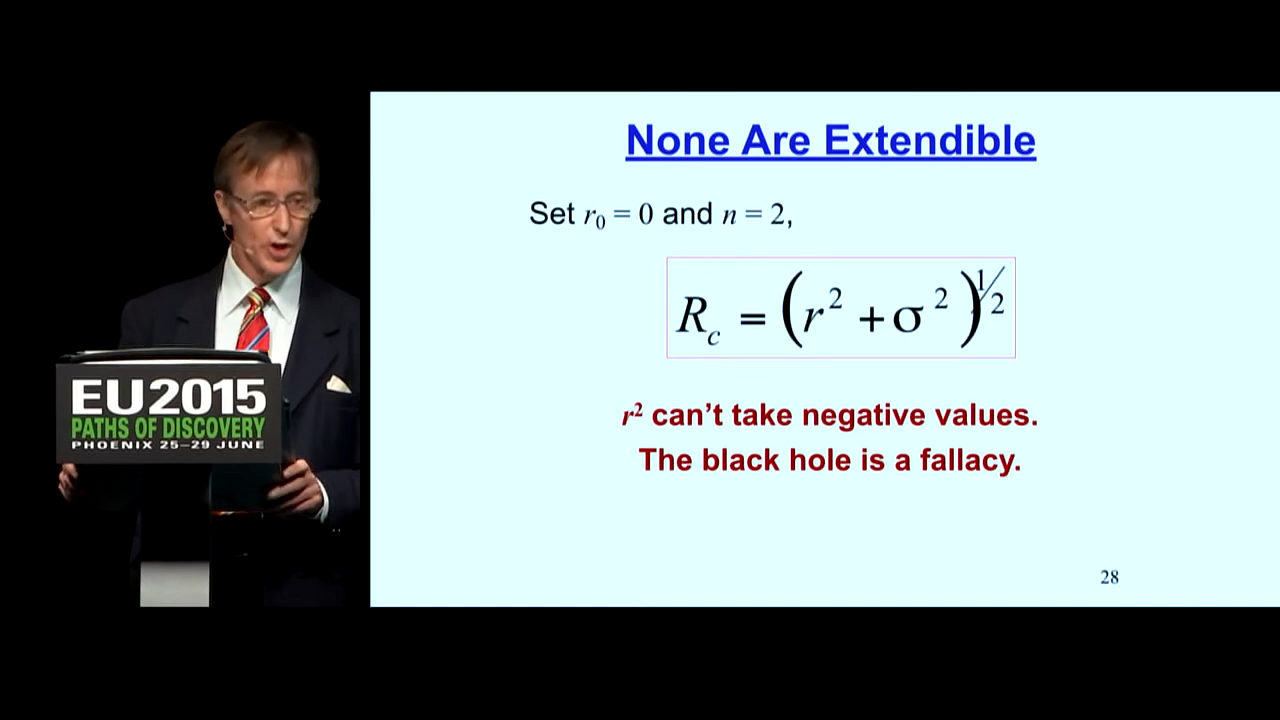 None Are Extendible
Set r₀ = 0 and n = 2,
R_c = (r² + σ²)^½
r² can't take negative values.
The black hole is a fallacy.
28
EU2015
PATHS OF DISCOVERY
PHOENIX 25–29 JUNE